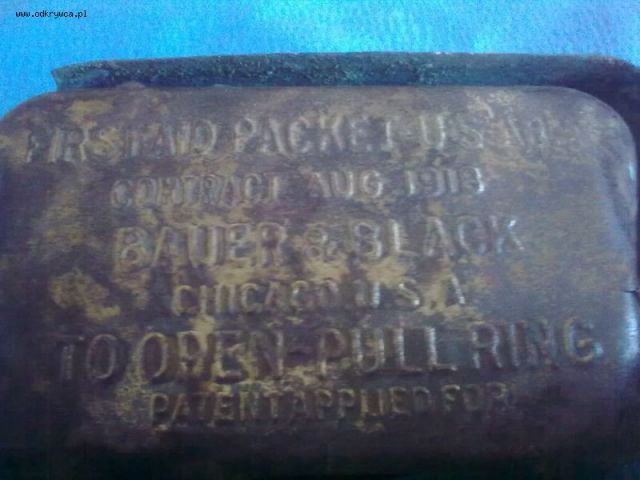 www.odkrywca.pl
FIRST AID PACKET-U.S.
CONTRACT AUG. 1918
BAUER & BLACK
CHICAGO U.S.A
TO OPEN-PULL RING
PATENT APPLIED FOR